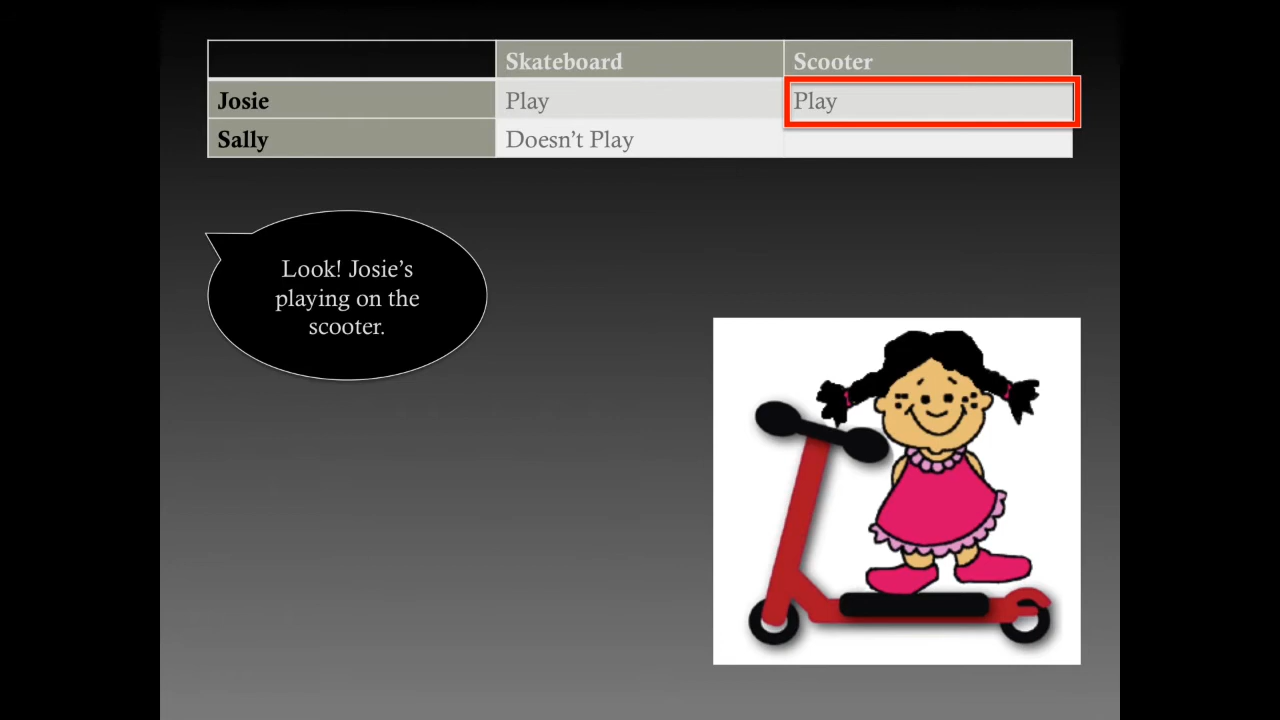 Skateboard Scooter
Josie Play Play
Sally Doesn’t Play
Look! Josie’s
playing on the
scooter.